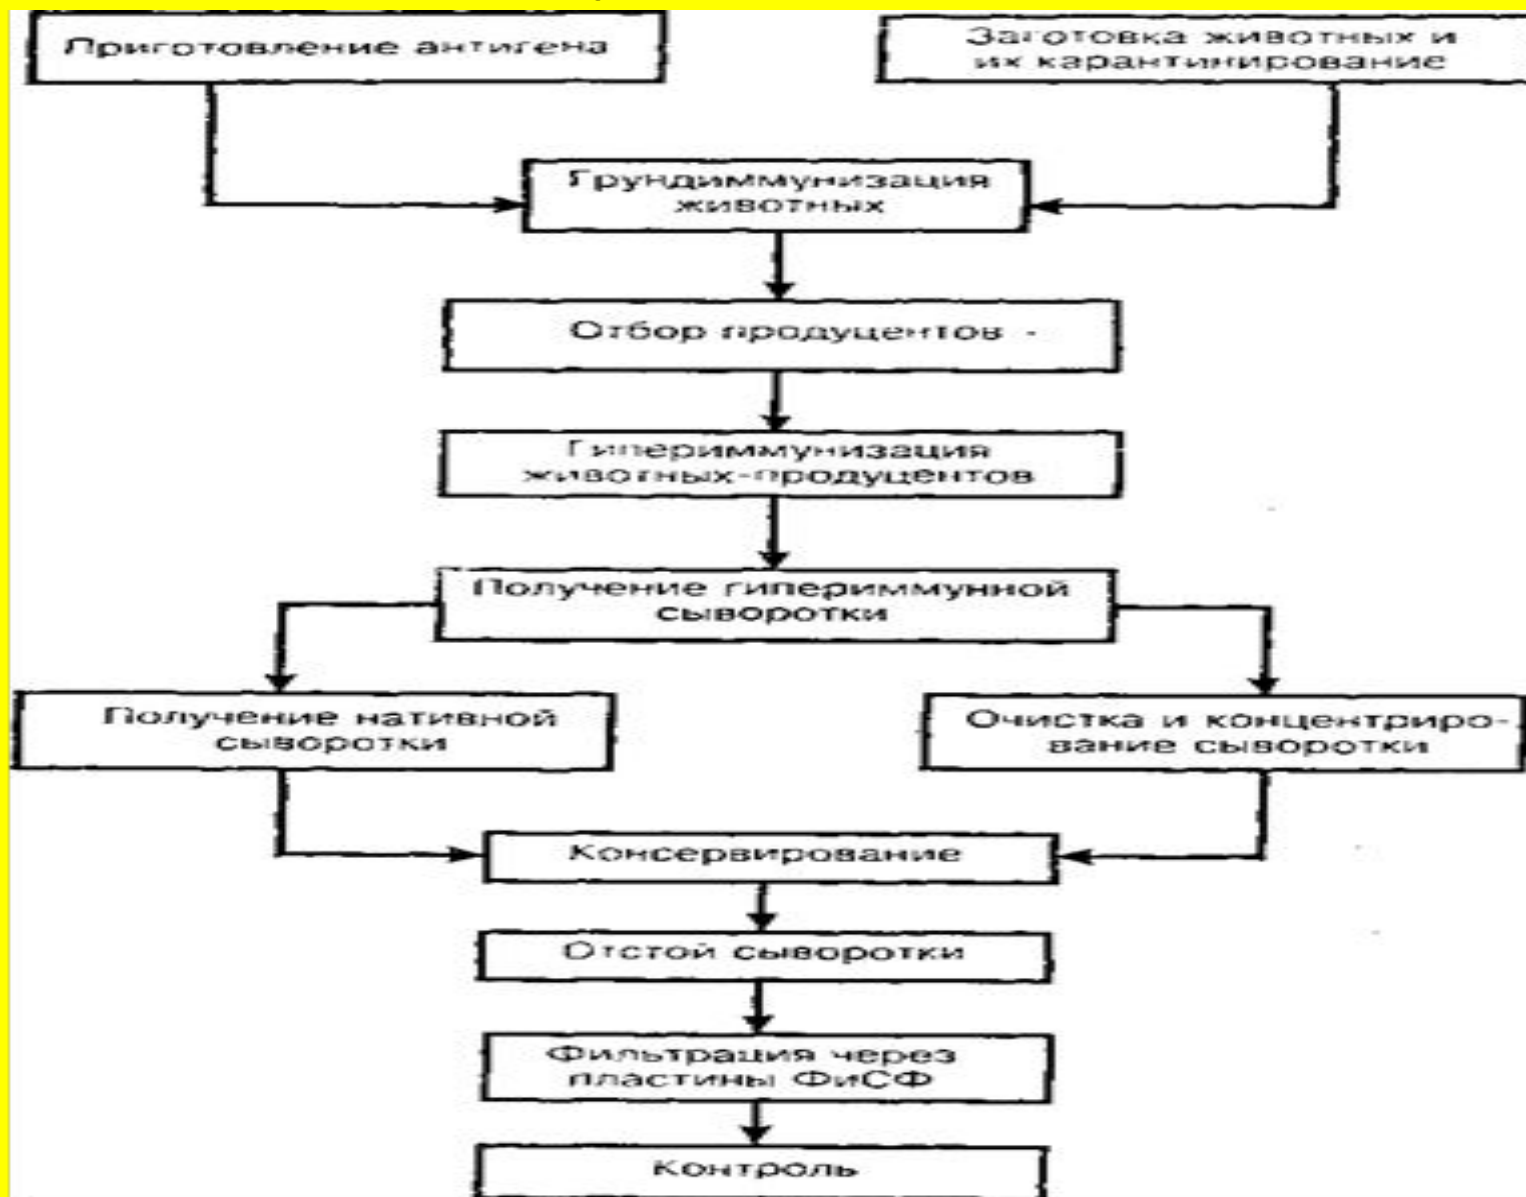 Приготовление антигена
Заготовка животных и
их карантинирование
Грундиммунизация
животных
Отбор продуцентов -
Гипериммунизация
животных-продуцентов
Получение гипериммунной
сыворотки
Получение нативной
сыворотки
Очистка и концентриро-
вание сыворотки
Консервирование
Отстой сыворотки
Фильтрация через
пластины ФиСФ
Контроль